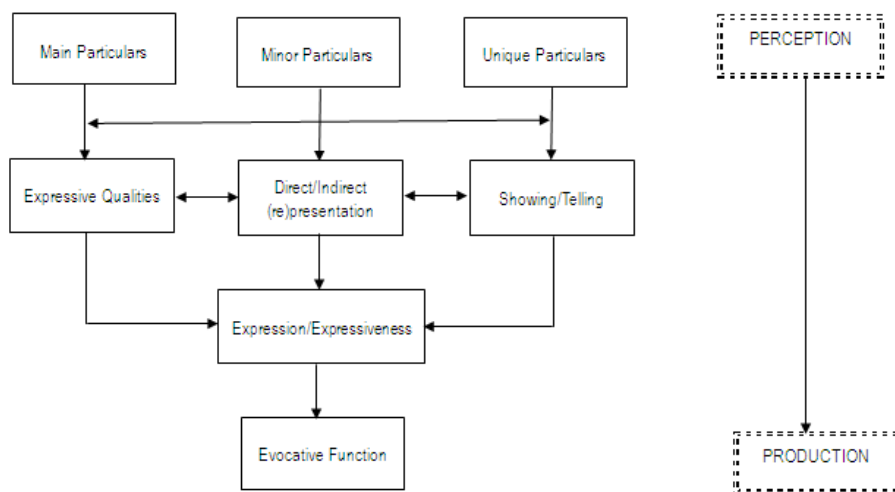 Main Particulars
Minor Particulars
Unique Particulars
PERCEPTION
Expressive Qualities
Direct/Indirect
(re)presentation
Showing/Telling
Expression/Expressiveness
Evocative Function
PRODUCTION